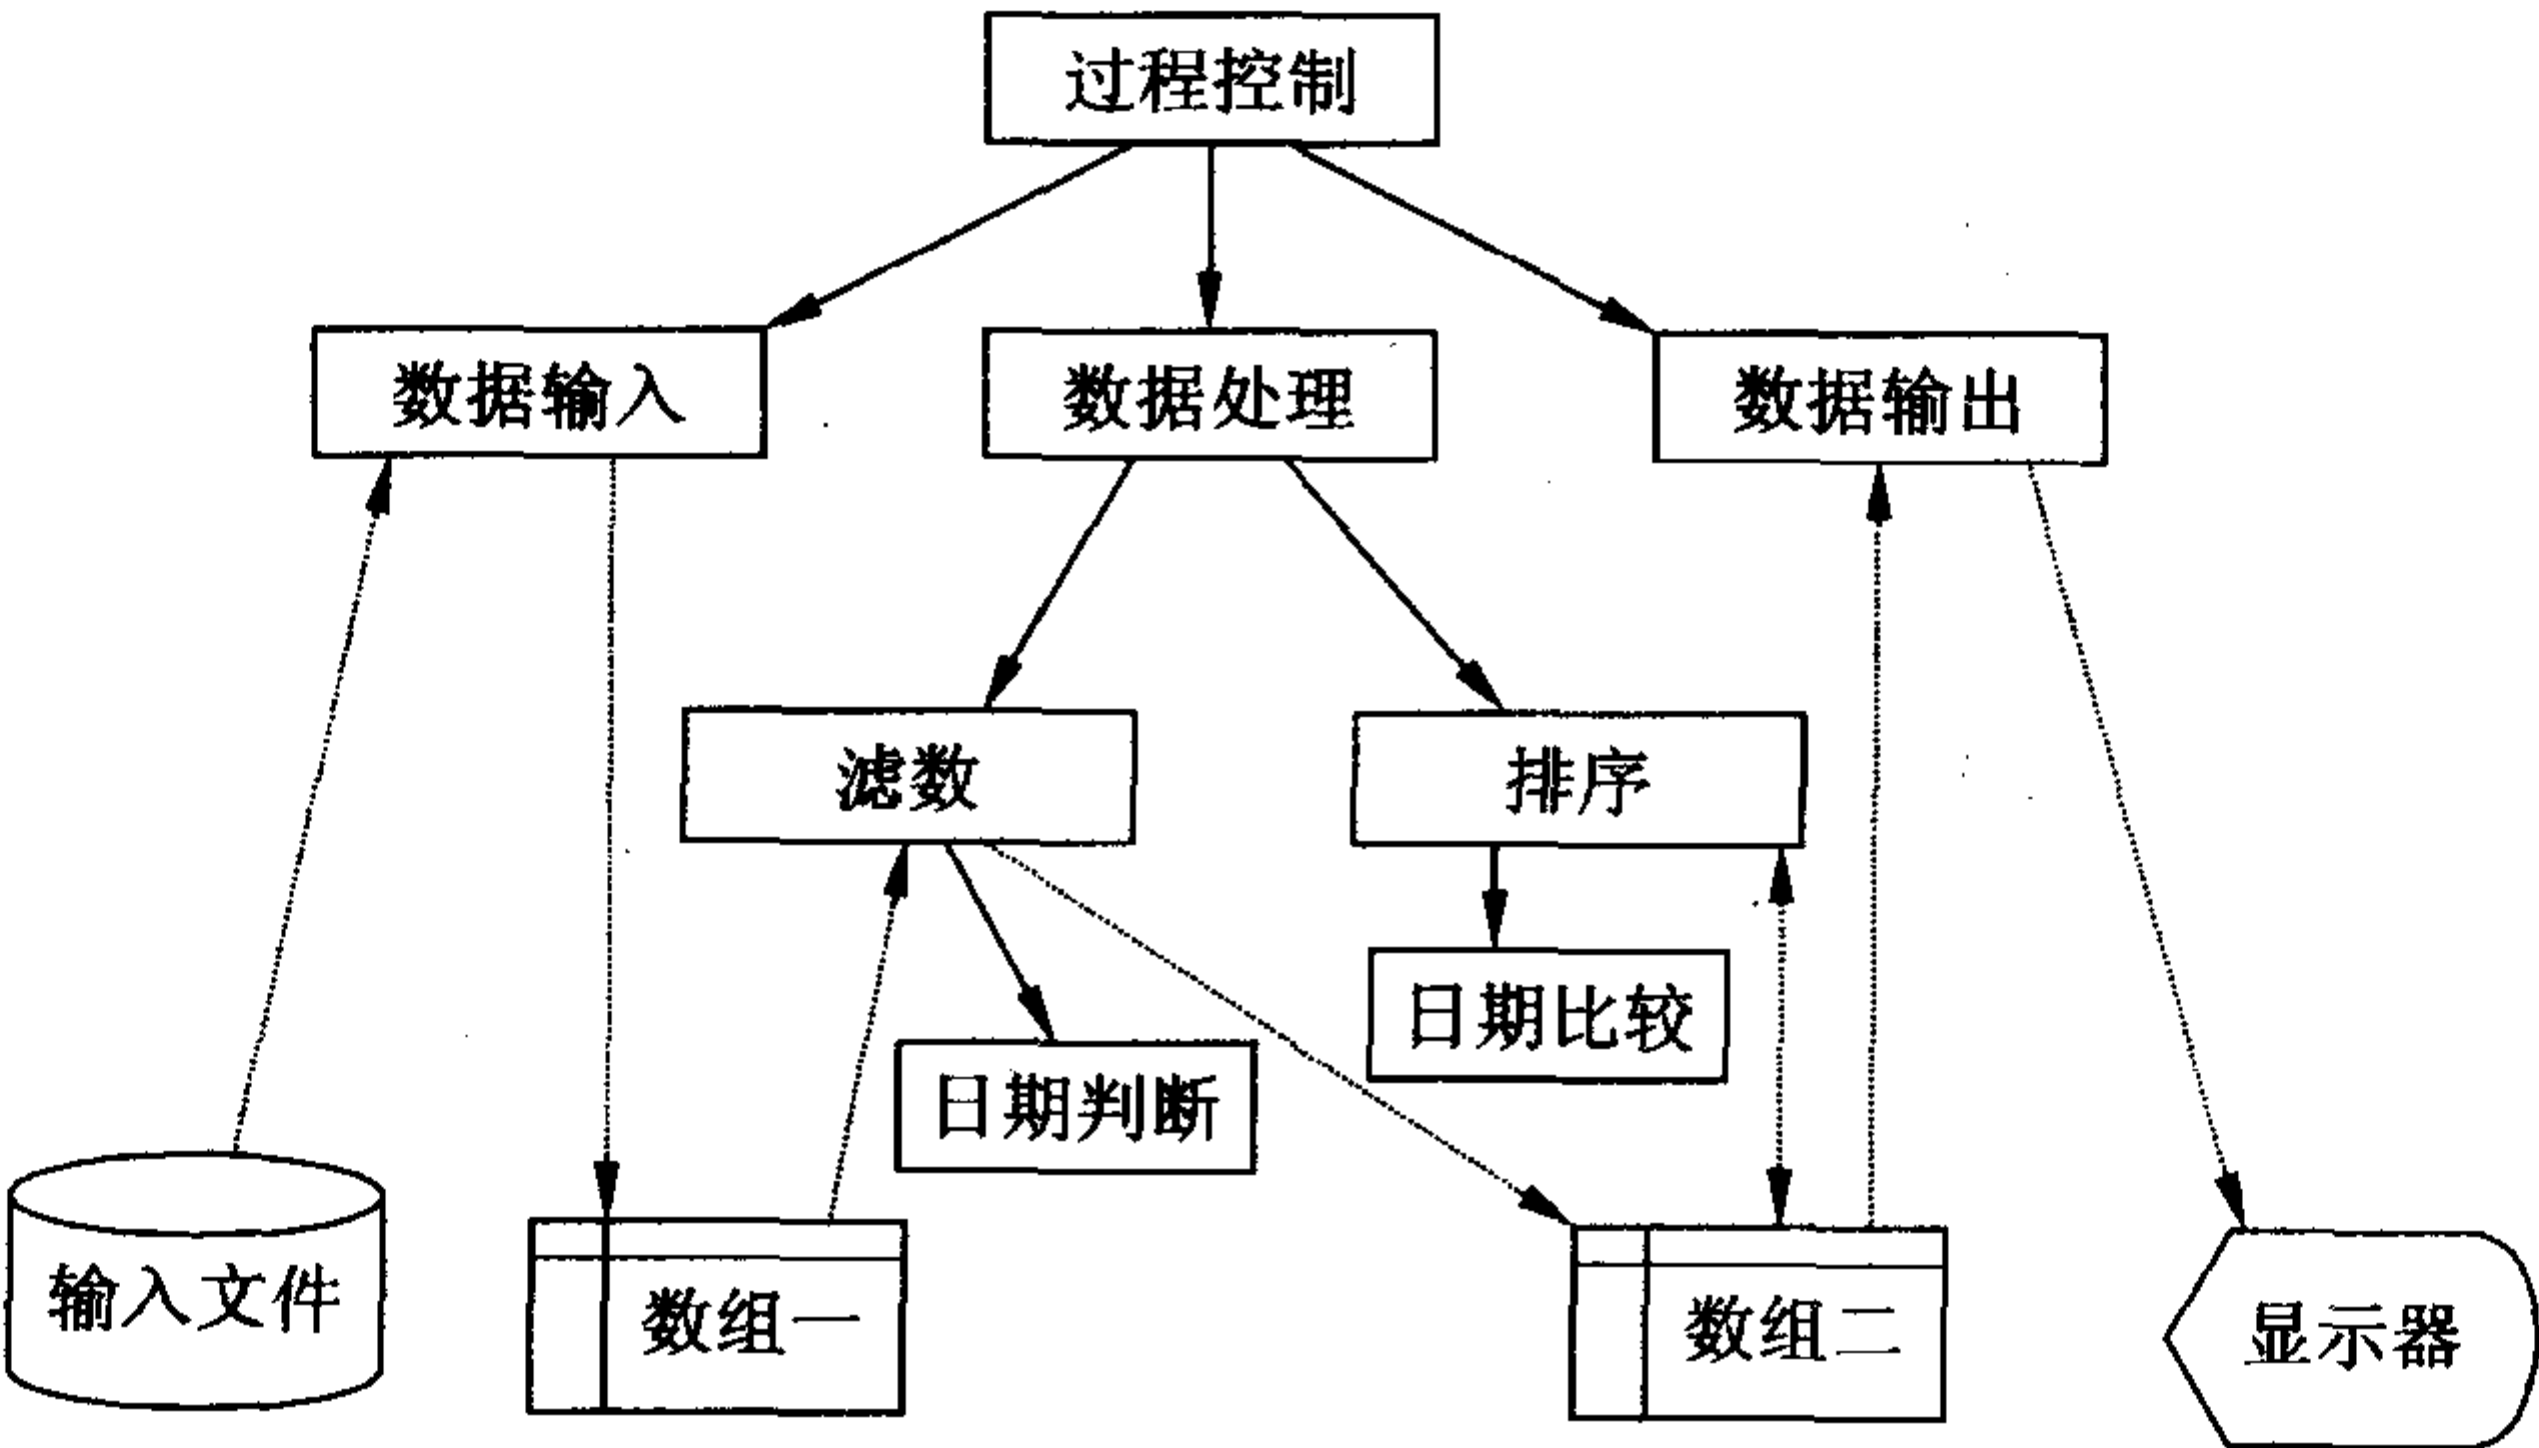 过程控制
数据输入
数据处理
数据输出
滤数
排序
日期比较
日期判断
输入文件
数组一
数组二
显示器